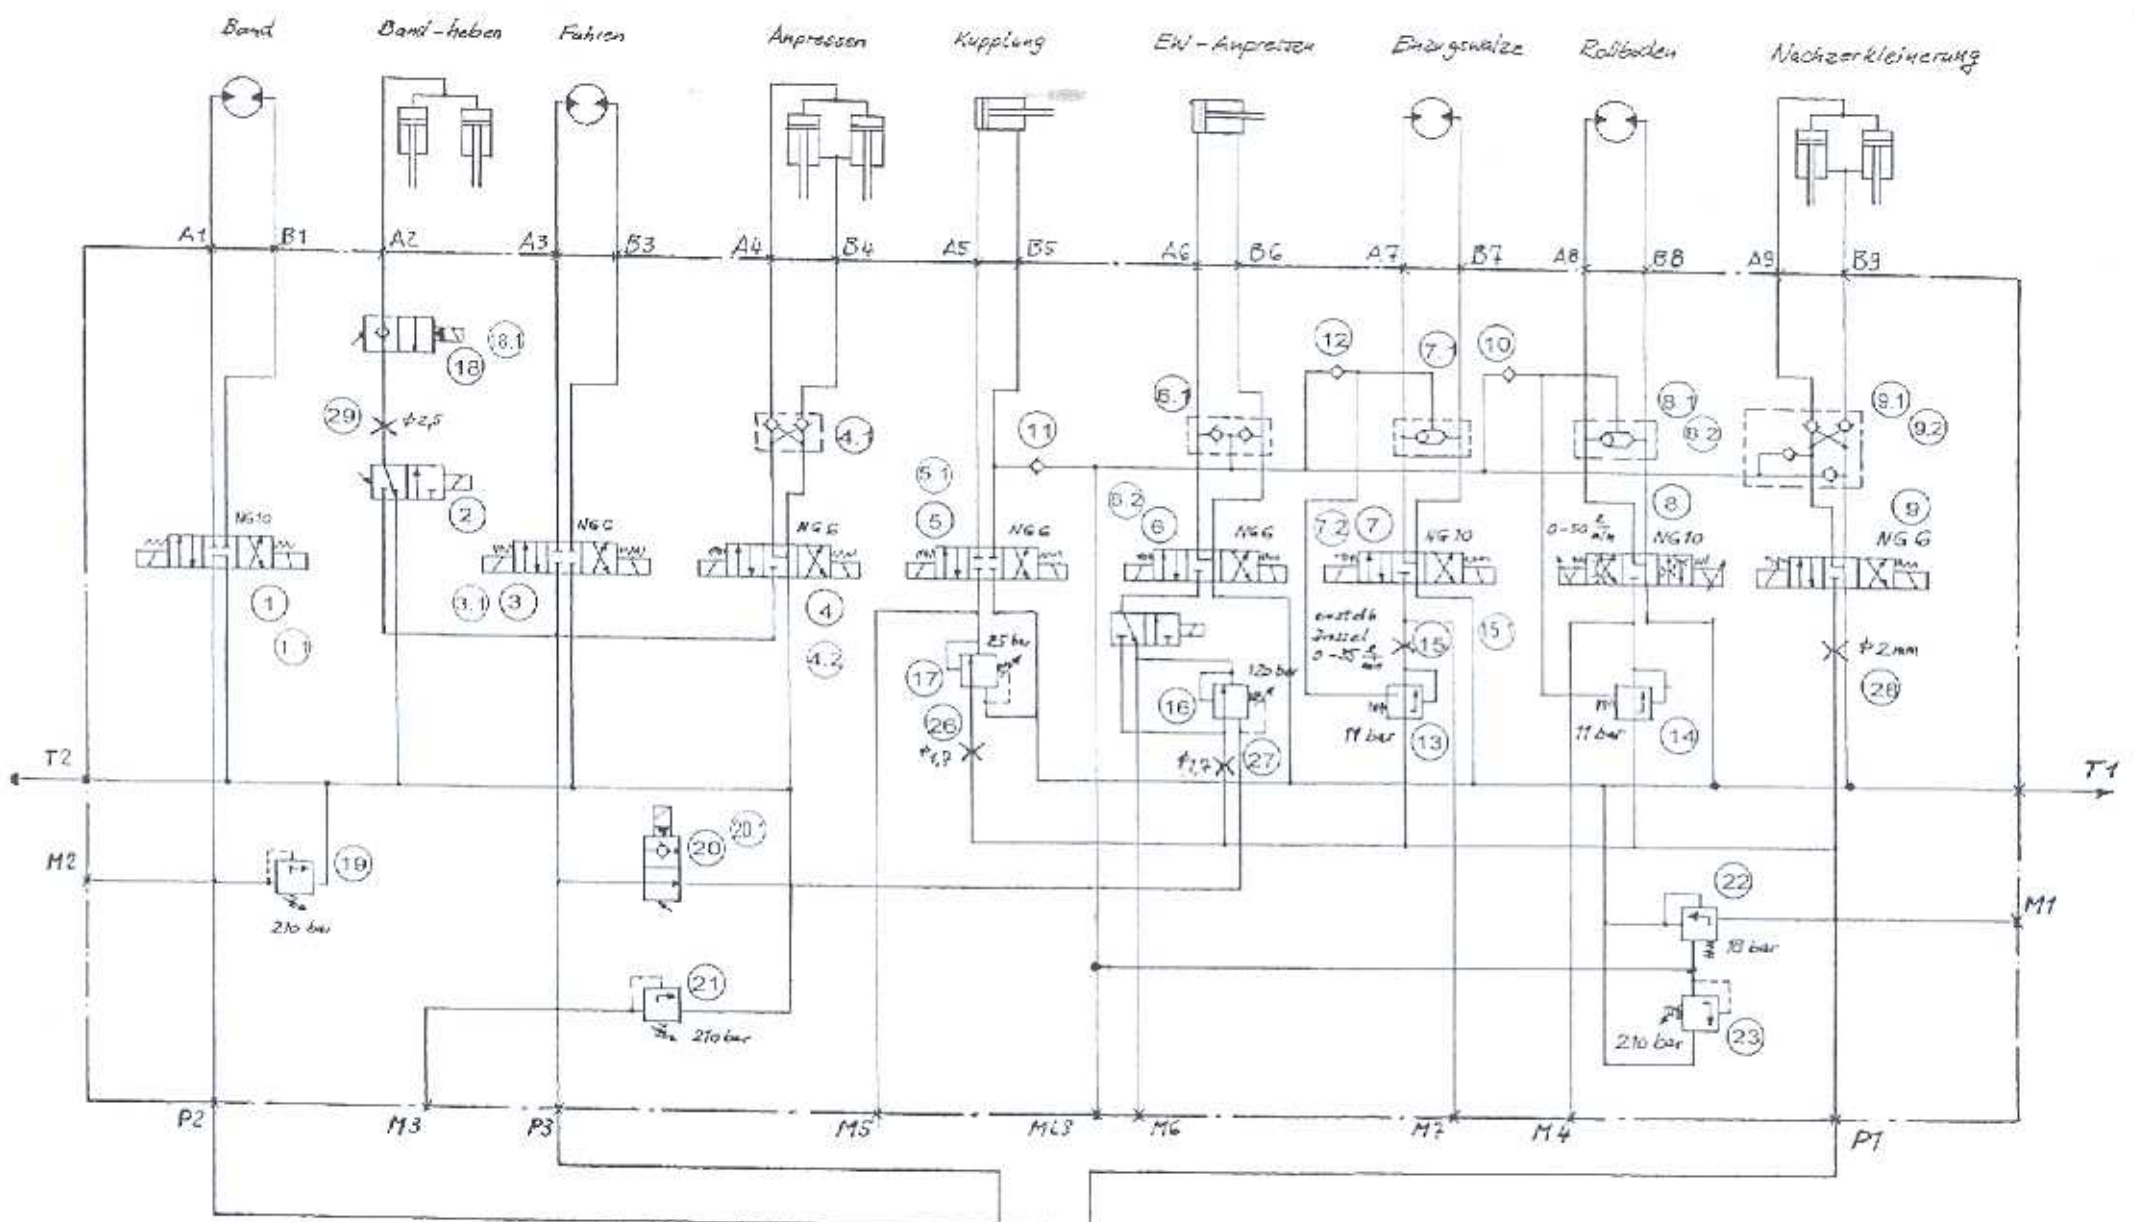 Band
Band-heben
Fahren
Anpressen
Kupplung
EW-Anpressen
Einzugswalze
Rollboden
Nachzerkleinerung
A1
B1
A2
A3
B3
A4
B4
A5
B5
A6
B6
A7
B7
A8
B8
A9
B9
18
18.1
12
7.1
10
29
φ2,5
4.1
11
6.1
8.1
8.2
9.1
9.2
5.1
5
6.2
6
7.2
7
8
9
2
NG10
NG6
NG6
NG6
NG6
NG10
0-50 l/min
NG10
NG6
1
1.1
3.1
3
4
4.2
25 bar
17
26
φ1,7
120 bar
16
27
φ1,7
einstellb
Drossel
0-35 l/min
15
15.1
11 bar
13
11 bar
14
φ2mm
28
T2
T1
M2
19
210 bar
20
20.1
22
M1
18 bar
21
210 bar
23
210 bar
P2
M3
P3
M5
MLS
M6
M7
M4
P1